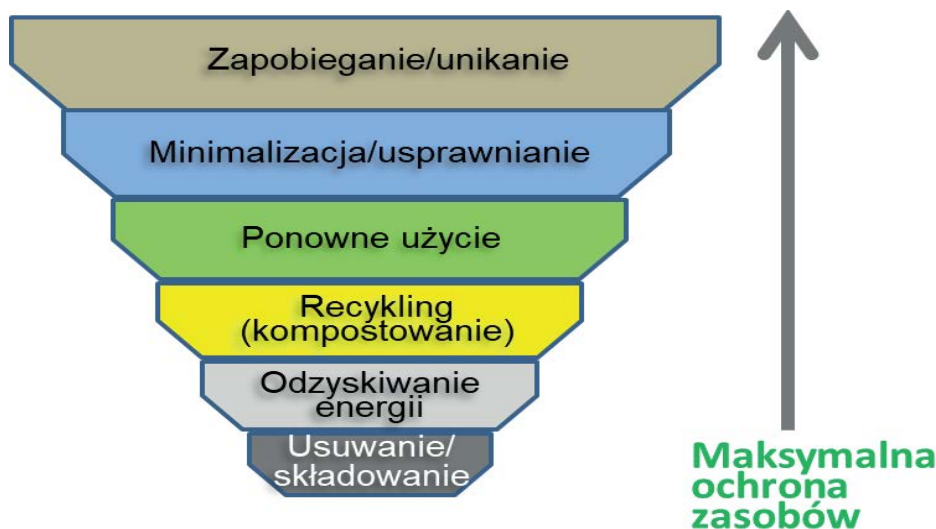 Zapobieganie/unikanie
Minimalizacja/usprawnianie
Ponowne użycie
Recykling
(kompostowanie)
Odzyskiwanie
energii
Usuwanie/
składowanie
Maksymalna
ochrona
zasobów